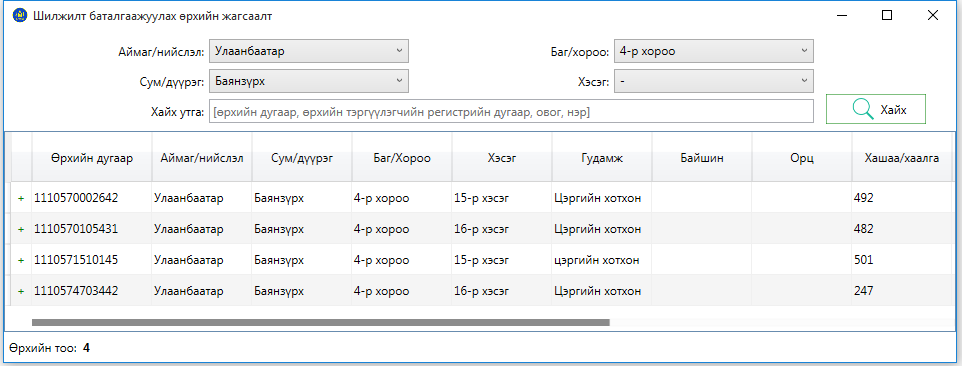 Шилжилт баталгаажуулах өрхийн жагсаалт
Аймаг/нийслэл: Улаанбаатар Баг/хороо: 4-р хороо
Сум/дүүрэг: Баянзүрх Хэсэг: -
Хайх утга: [өрхийн дугаар, өрхийн тэргүүлэгчийн регистрийн дугаар, овог, нэр] Хайх
Өрхийн дугаар Аймаг/нийслэл Сум/дүүрэг Баг/Хороо Хэсэг Гудамж Байшин Орц Хашаа/хаалга
+ 1110570002642 Улаанбаатар Баянзүрх 4-р хороо 15-р хэсэг Цэргийн хотхон 492
+ 1110570105431 Улаанбаатар Баянзүрх 4-р хороо 16-р хэсэг Цэргийн хотхон 482
+ 1110571510145 Улаанбаатар Баянзүрх 4-р хороо 15-р хэсэг цэргийн хотхон 501
+ 1110574703442 Улаанбаатар Баянзүрх 4-р хороо 16-р хэсэг Цэргийн хотхон 247
Өрхийн тоо: 4